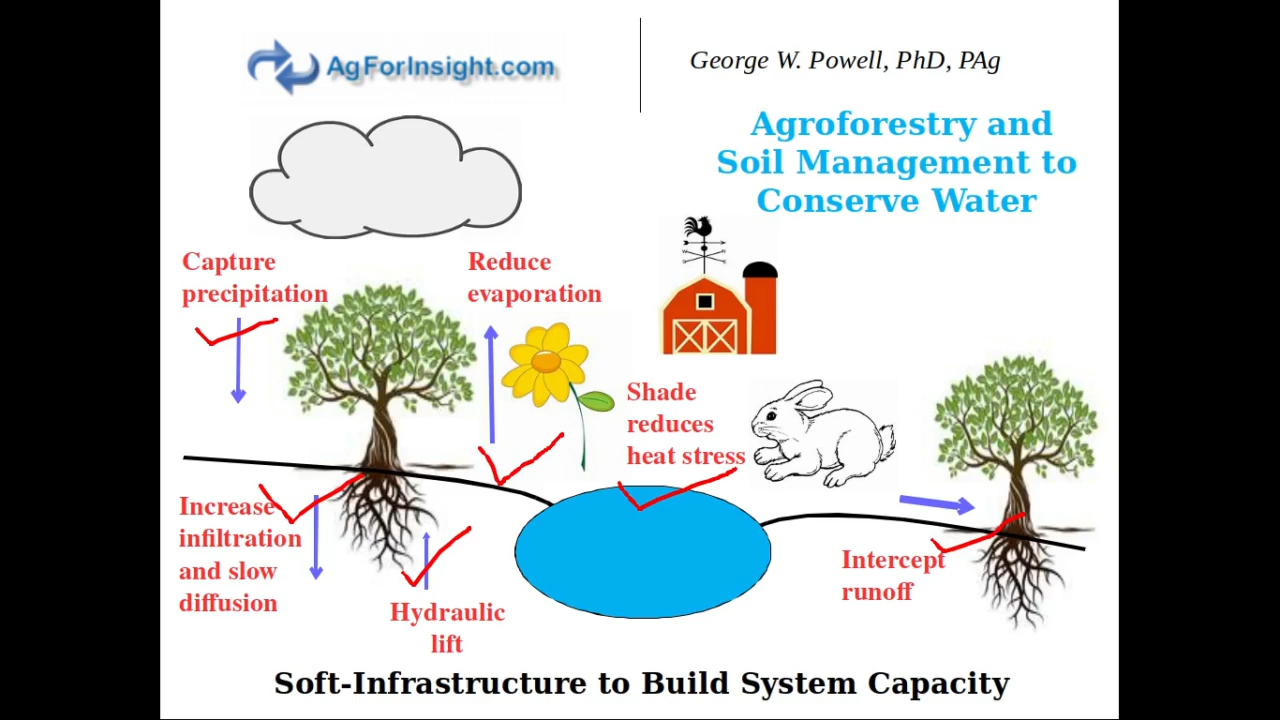 AgForInsight.com
George W. Powell, PhD, PAg
Agroforestry and
Soil Management to
Conserve Water
Capture
precipitation
Reduce
evaporation
Shade
reduces
heat stress
Increase
infiltration
and slow
diffusion
Hydraulic
lift
Intercept
runoff
Soft-Infrastructure to Build System Capacity